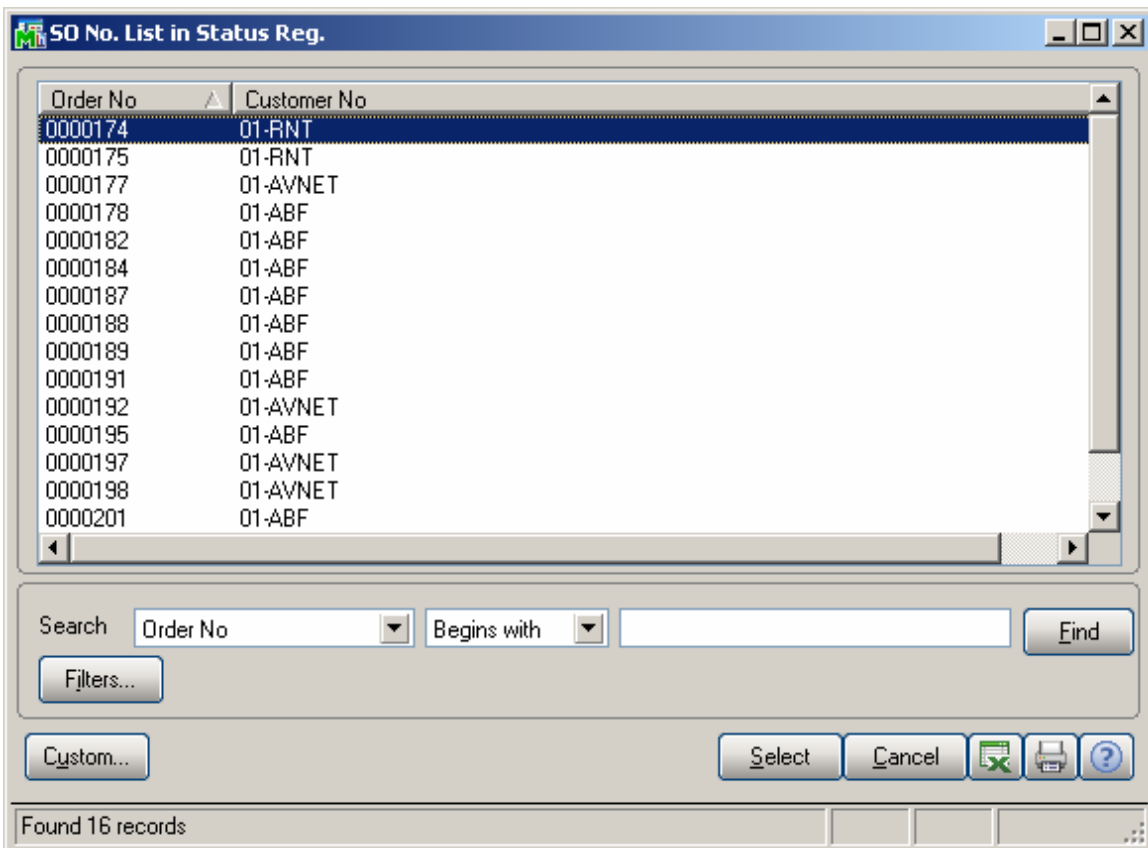 SO No. List in Status Reg.
Order No Customer No
0000174 01-RNT
0000175 01-RNT
0000177 01-AVNET
0000178 01-ABF
0000182 01-ABF
0000184 01-ABF
0000187 01-ABF
0000188 01-ABF
0000189 01-ABF
0000191 01-ABF
0000192 01-AVNET
0000195 01-ABF
0000197 01-AVNET
0000198 01-AVNET
0000201 01-ABF
Search Order No Begins with Find
Filters...
Custom... Select Cancel
Found 16 records